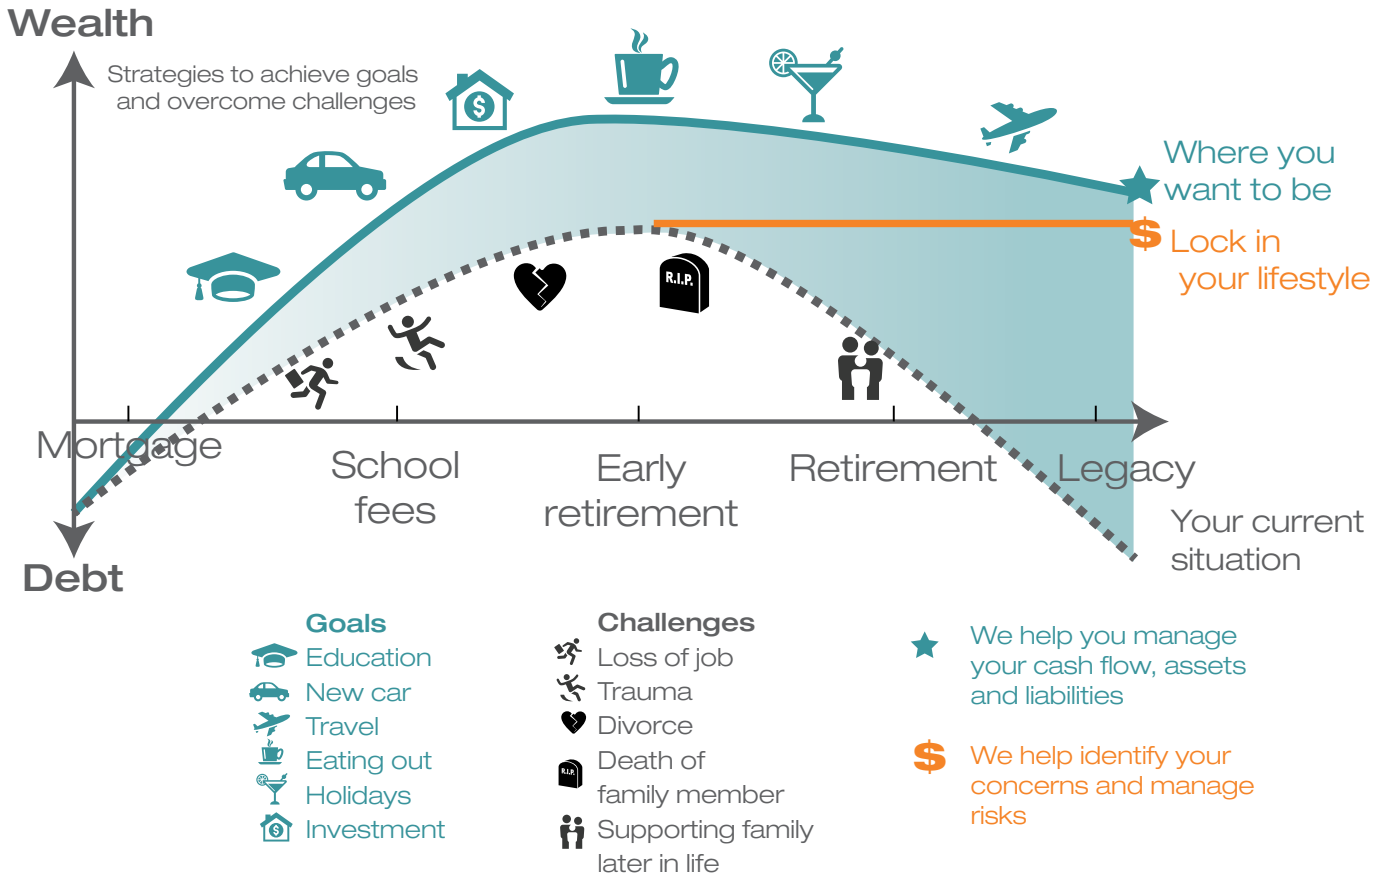 Wealth
Strategies to achieve goals
and overcome challenges
Where you
want to be
$
$
Lock in
your lifestyle
R.I.P.
Mortgage
School
fees
Early
retirement
Retirement
Legacy
Your current
situation
Debt
Goals
Education
New car
Travel
Eating out
Holidays
$
Investment
Challenges
Loss of job
Trauma
Divorce
R.I.P.
Death of
family member
Supporting family
later in life
We help you manage
your cash flow, assets
and liabilities
$
We help identify your
concerns and manage
risks